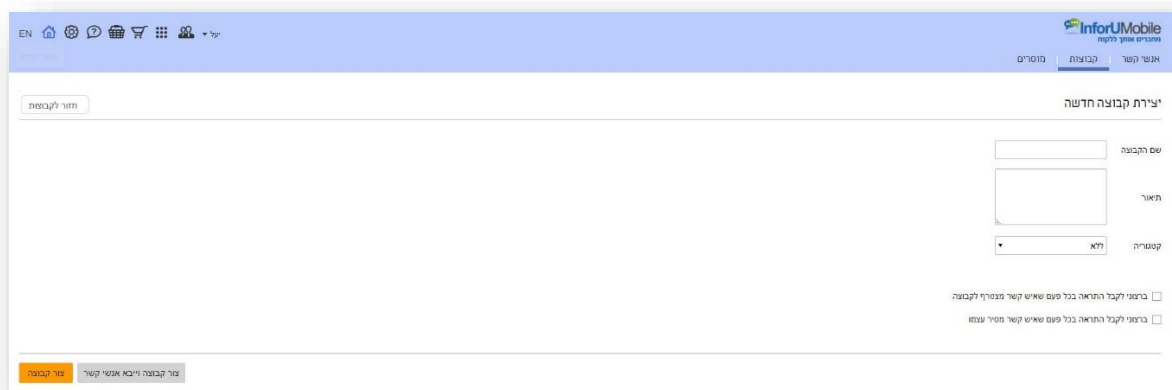 InforUMobile
מחברים אותך ללקוח
יעל
EN
אנשי קשר
קבוצות
מוסרים
יצירת קבוצה חדשה
חזור לקבוצות
שם הקבוצה
תיאור
קטגוריה
ללא
ברצוני לקבל התראה בכל פעם שאיש קשר מצטרף לקבוצה
ברצוני לקבל התראה בכל פעם שאיש קשר מסיר עצמו
צור קבוצה וייבא אנשי קשר
צור קבוצה